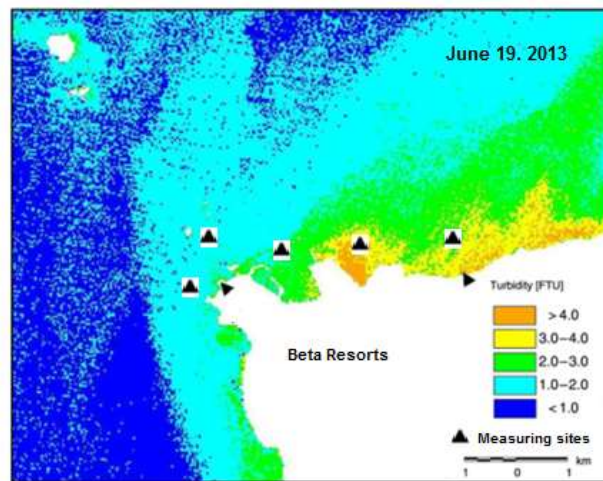 June 19. 2013
Turbidity [FTU]
>4.0
3.0-4.0
2.0-3.0
1.0-2.0
<1.0
Beta Resorts
Measuring sites
km
1 0 1